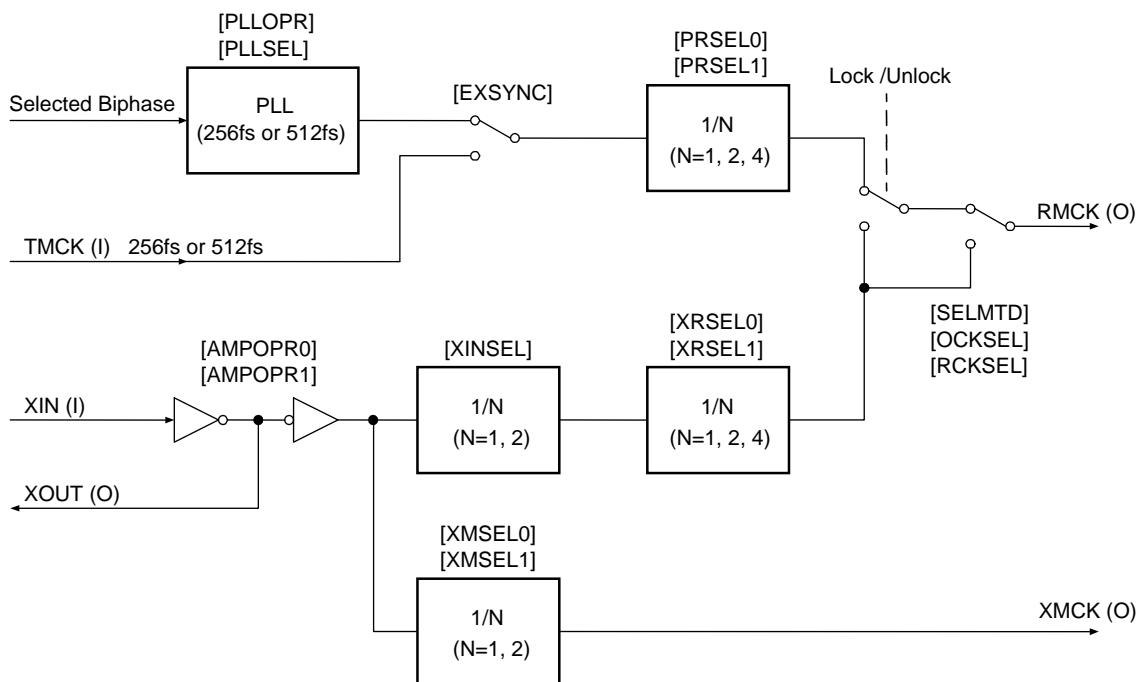 [PLLOPR]
[PLLSEL]
[PRSEL0]
[PRSEL1]
Lock /Unlock
[EXSYNC]
Selected Biphase
PLL
(256fs or 512fs)
1/N
(N=1, 2, 4)
RMCK (O)
TMCK (I) 256fs or 512fs
[SELMTD]
[OCKSEL]
[RCKSEL]
[AMPOPR0]
[AMPOPR1]
[XINSEL]
[XRSEL0]
[XRSEL1]
XIN (I)
1/N
(N=1, 2)
1/N
(N=1, 2, 4)
XOUT (O)
[XMSEL0]
[XMSEL1]
1/N
(N=1, 2)
XMCK (O)